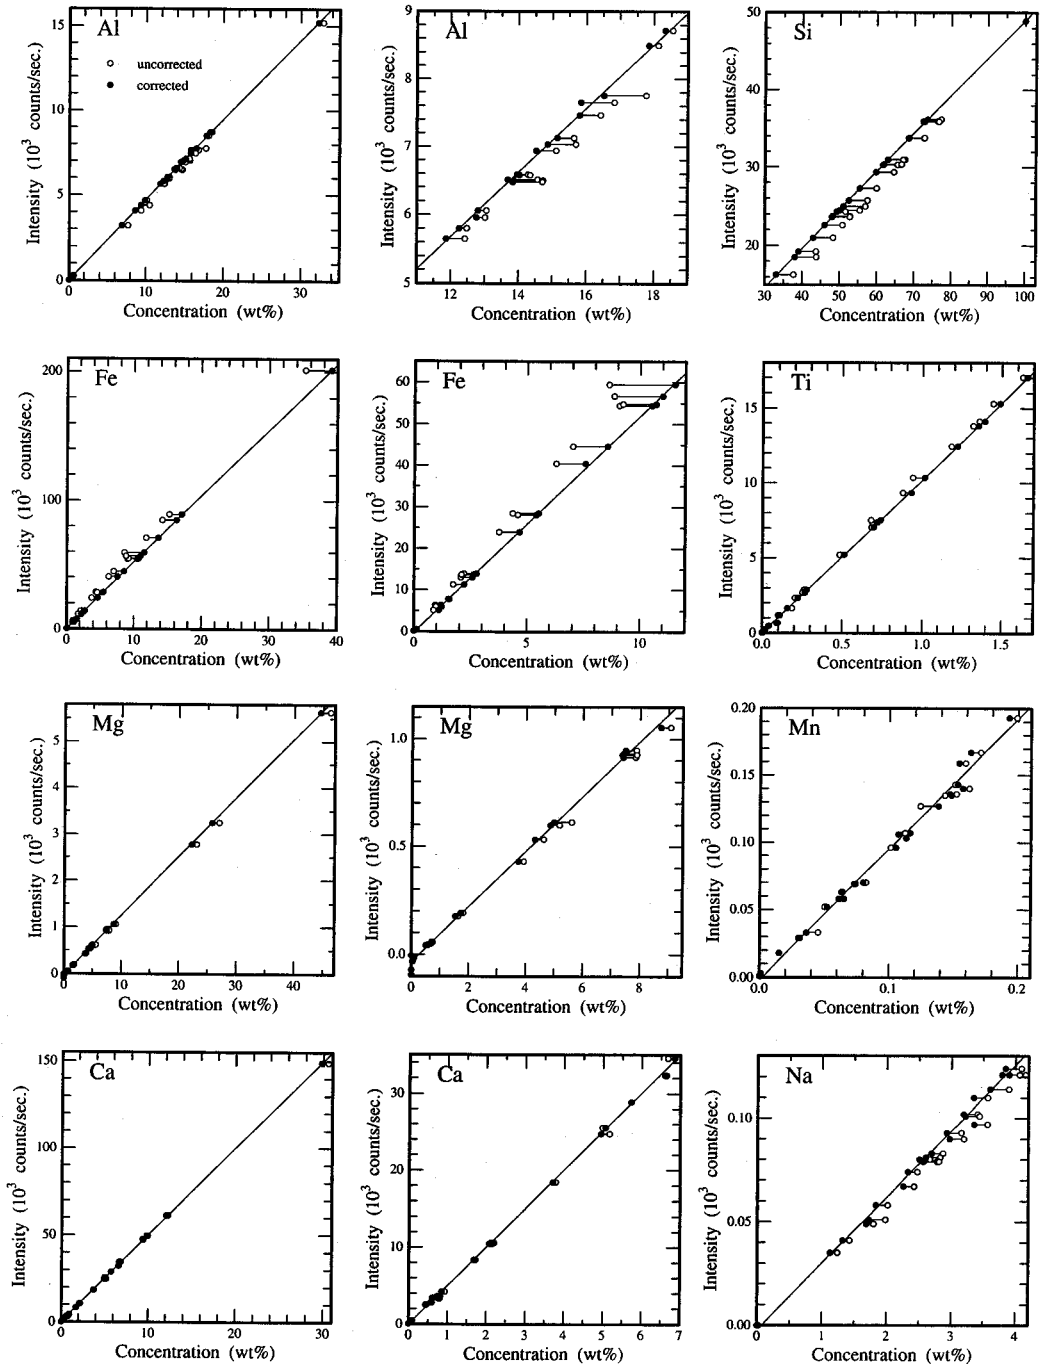 Al
uncorrected
corrected
15
10
5
0
0
10
20
30
Intensity (10³ counts/sec.)
Concentration (wt%)
Al
9
8
7
6
5
12
14
16
18
Intensity (10³ counts/sec.)
Concentration (wt%)
Si
50
40
30
20
30
40
50
60
70
80
90
100
Intensity (10³ counts/sec.)
Concentration (wt%)
Fe
200
100
0
0
10
20
30
40
Intensity (10³ counts/sec.)
Concentration (wt%)
Fe
60
50
40
30
20
10
0
0
5
10
Intensity (10³ counts/sec.)
Concentration (wt%)
Ti
15
10
5
0
0.0
0.5
1.0
1.5
Intensity (10³ counts/sec.)
Concentration (wt%)
Mg
5
3
2
1
0
0
10
20
30
40
Intensity (10³ counts/sec.)
Concentration (wt%)
Mg
1.0
0.5
0.0
0
2
4
6
8
Intensity (10³ counts/sec.)
Concentration (wt%)
Mn
0.20
0.15
0.10
0.05
0.00
0.0
0.1
0.2
Intensity (10³ counts/sec.)
Concentration (wt%)
Ca
150
100
50
0
0
10
20
30
Intensity (10³ counts/sec.)
Concentration (wt%)
Ca
30
20
10
0
0
1
2
3
4
5
6
7
Intensity (10³ counts/sec.)
Concentration (wt%)
Na
0.10
0.05
0.00
1
2
3
4
Intensity (10³ counts/sec.)
Concentration (wt%)